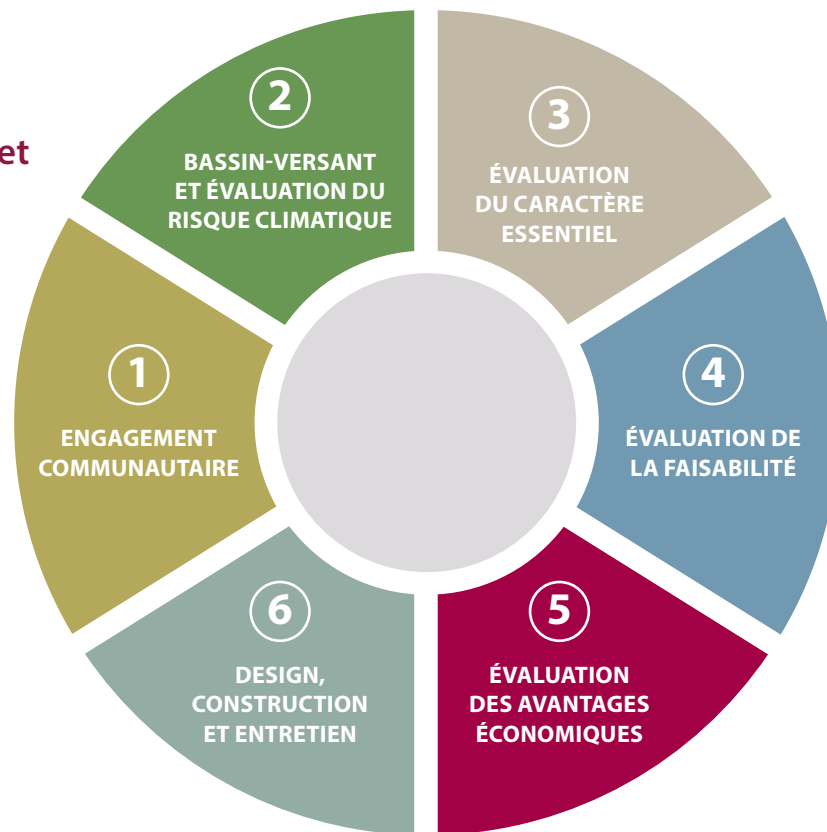 et
1
ENGAGEMENT
COMMUNAUTAIRE
2
BASSIN-VERSANT
ET ÉVALUATION DU
RISQUE CLIMATIQUE
3
ÉVALUATION
DU CARACTÈRE
ESSENTIEL
4
ÉVALUATION DE
LA FAISABILITÉ
5
ÉVALUATION
DES AVANTAGES
ÉCONOMIQUES
6
DESIGN,
CONSTRUCTION
ET ENTRETIEN